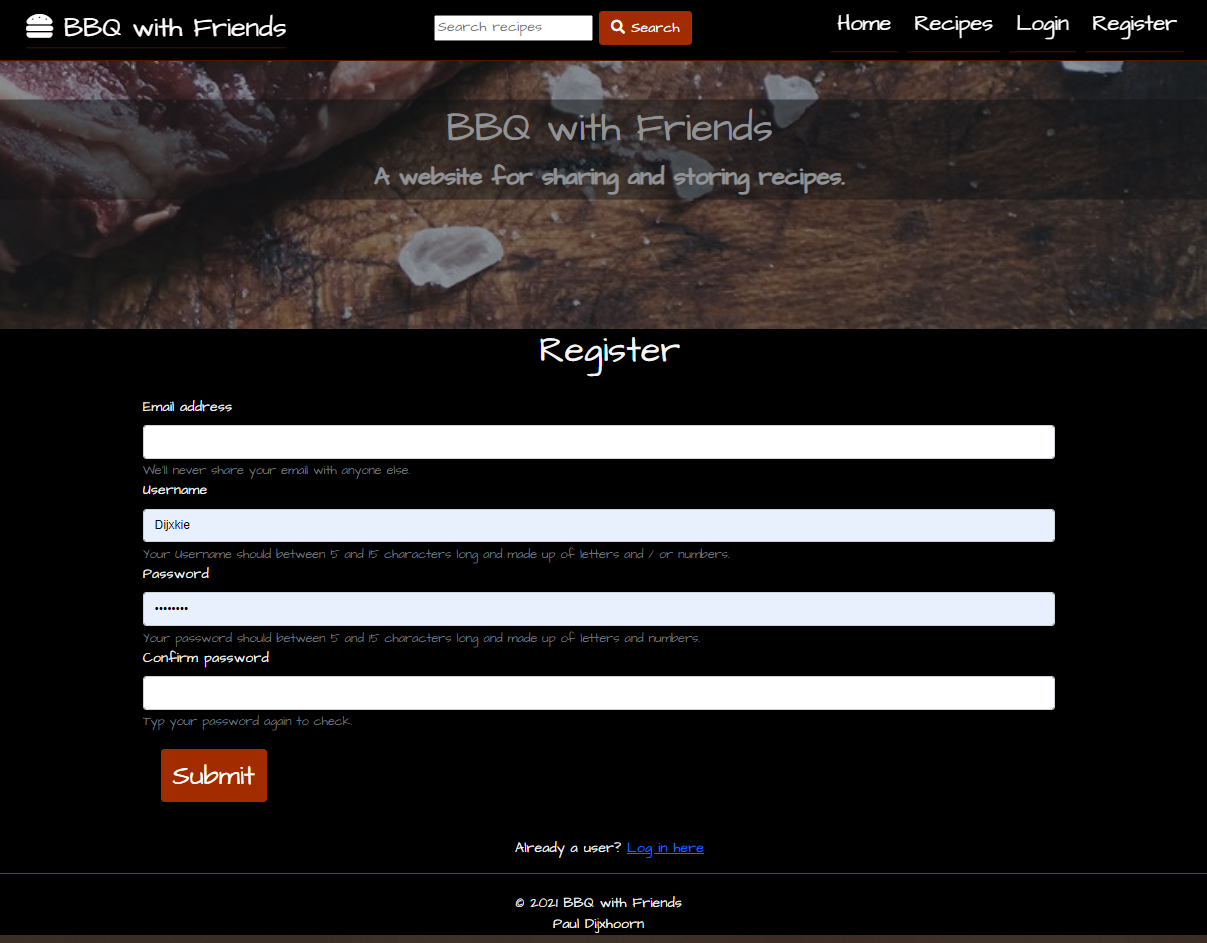 BBQ with Friends
Search recipes
Search
Home
Recipes
Login
Register
BBQ with Friends
A website for sharing and storing recipes.
Register
Email address
We'll never share your email with anyone else.
Username
Dijxkie
Your Username should between 5 and 15 characters long and made up of letters and / or numbers.
Password
••••••••
Your password should between 5 and 15 characters long and made up of letters and numbers.
Confirm password
Typ your password again to check.
Submit
Already a user? Log in here
© 2021 BBQ with Friends
Paul Dijxhoorn